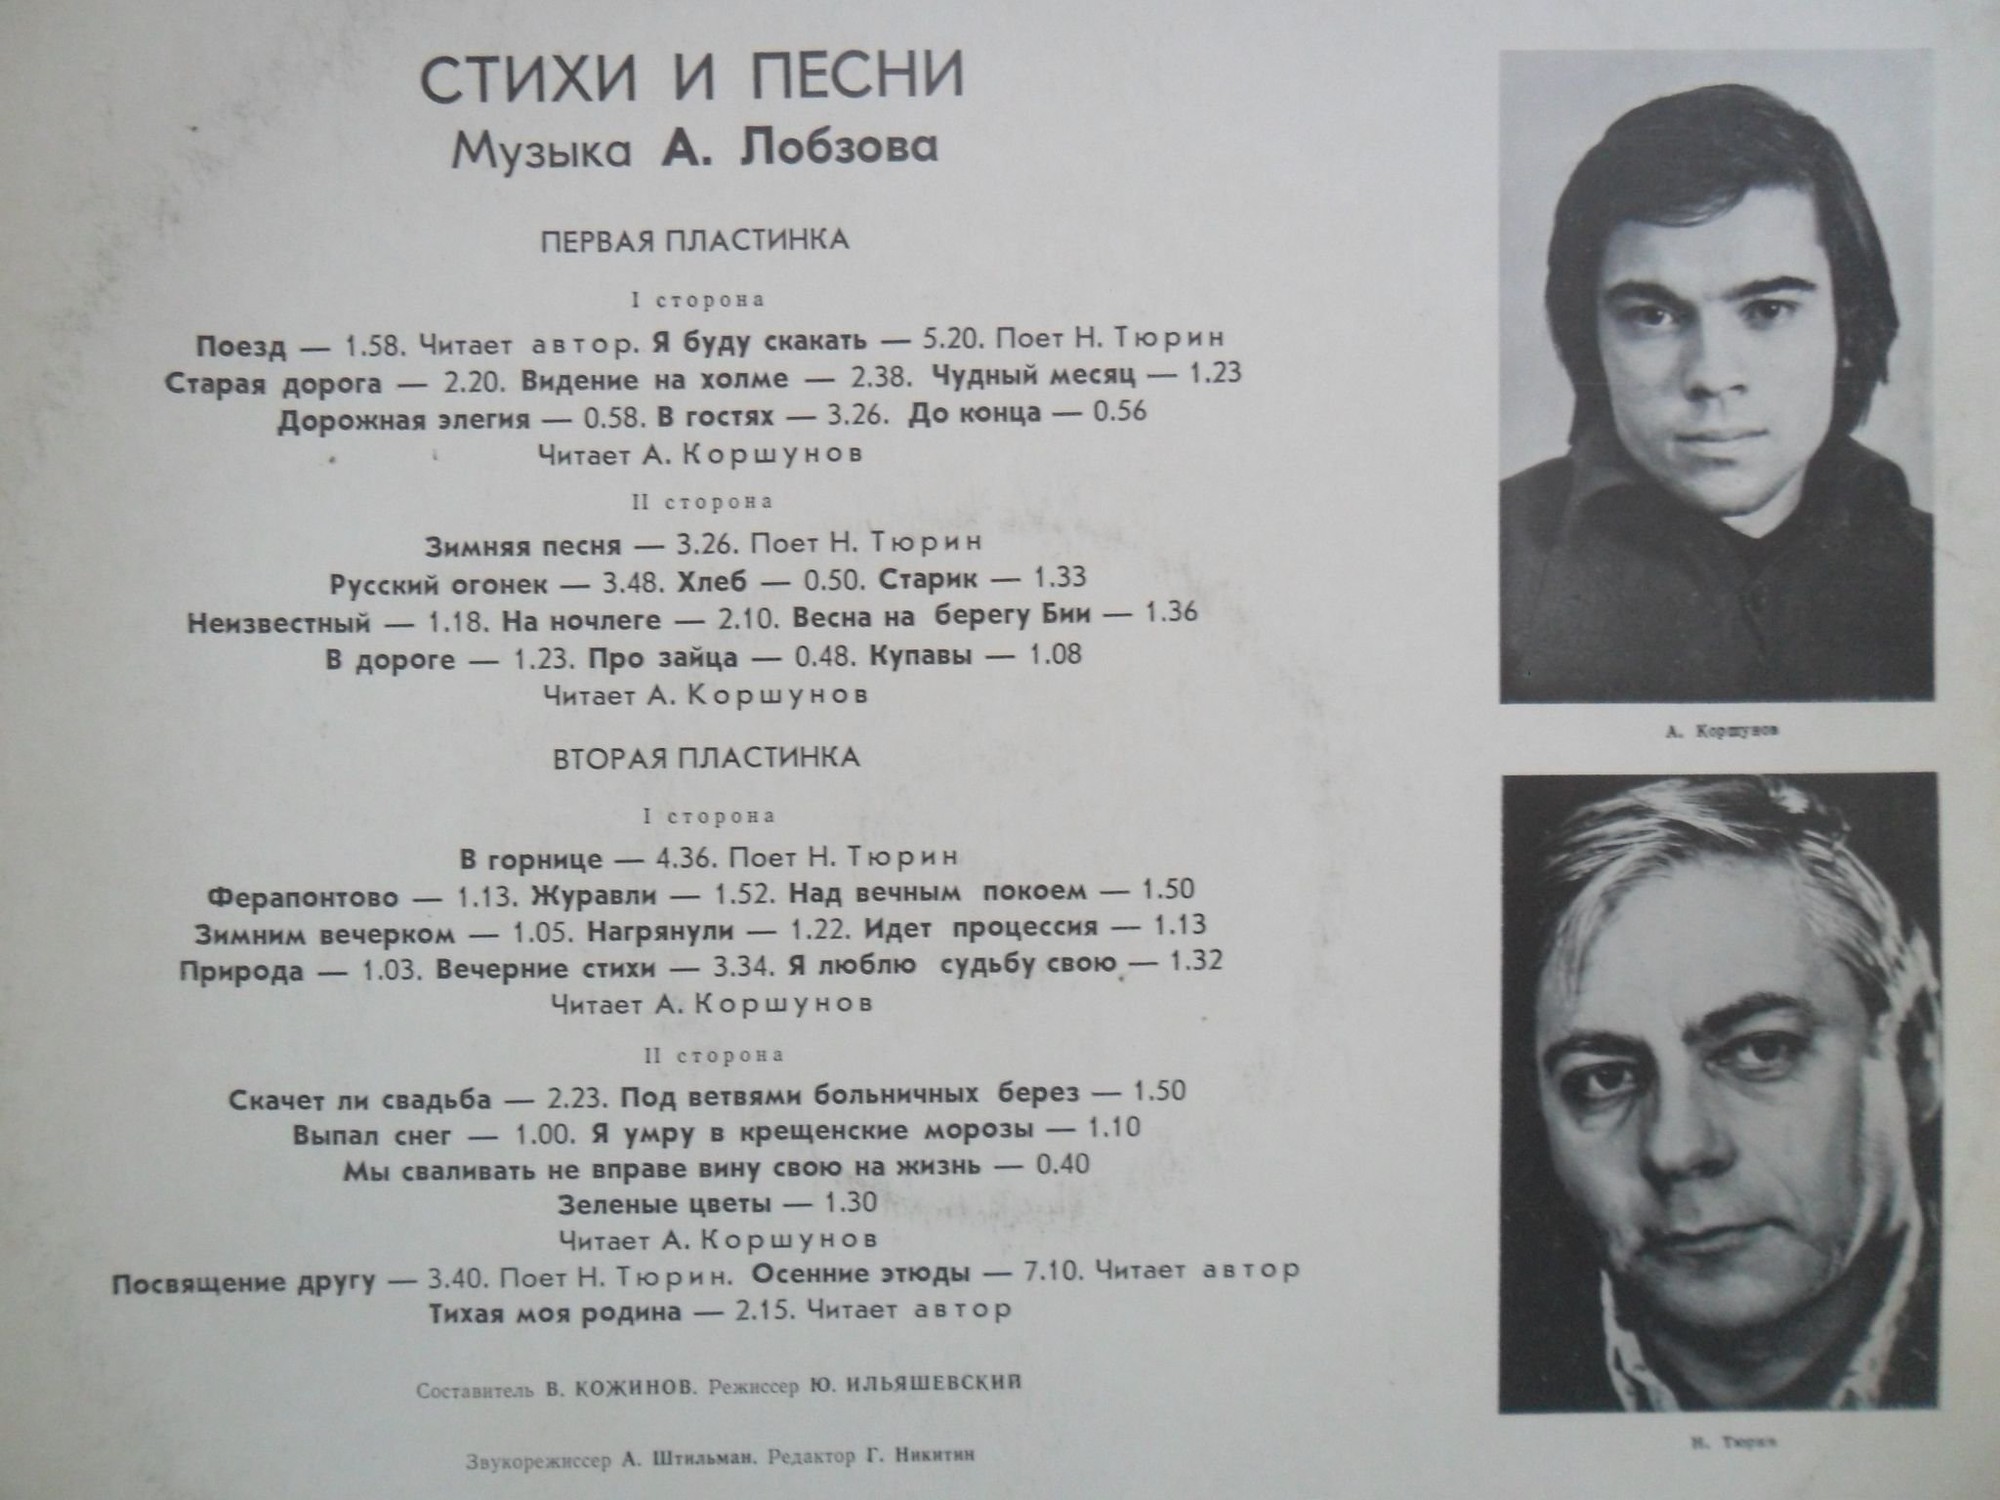 СТИХИ И ПЕСНИ
Музыка А. Лобзова
ПЕРВАЯ ПЛАСТИНКА
I сторона
Поезд — 1.58. Читает автор. Я буду скакать — 5.20. Поет Н. Тюрин
Старая дорога — 2.20. Видение на холме — 2.38. Чудный месяц — 1.23
Дорожная элегия — 0.58. В гостях — 3.26. До конца — 0.56
Читает А. Коршунов
II сторона
Зимняя песня — 3.26. Поет Н. Тюрин
Русский огонек — 3.48. Хлеб — 0.50. Старик — 1.33
Неизвестный — 1.18. На ночлеге — 2.10. Весна на берегу Бии — 1.36
В дороге — 1.23. Про зайца — 0.48. Купавы — 1.08
Читает А. Коршунов
ВТОРАЯ ПЛАСТИНКА
I сторона
В горнице — 4.36. Поет Н. Тюрин
Ферапонтово — 1.13. Журавли — 1.52. Над вечным покоем — 1.50
Зимним вечерком — 1.05. Нагрянули — 1.22. Идет процессия — 1.13
Природа — 1.03. Вечерние стихи — 3.34. Я люблю судьбу свою — 1.32
Читает А. Коршунов
II сторона
Скачет ли свадьба — 2.23. Под ветвями больничных берез — 1.50
Выпал снег — 1.00. Я умру в крещенские морозы — 1.10
Мы сваливать не вправе вину свою на жизнь — 0.40
Зеленые цветы — 1.30
Читает А. Коршунов
Посвящение другу — 3.40. Поет Н. Тюрин. Осенние этюды — 7.10. Читает автор
Тихая моя родина — 2.15. Читает автор
Составитель В. КОЖИНОВ. Режиссер Ю. ИЛЬЯШЕВСКИЙ
Звукорежиссер А. Штильман. Редактор Г. Никитин
А. Коршунов
Н. Тюрин